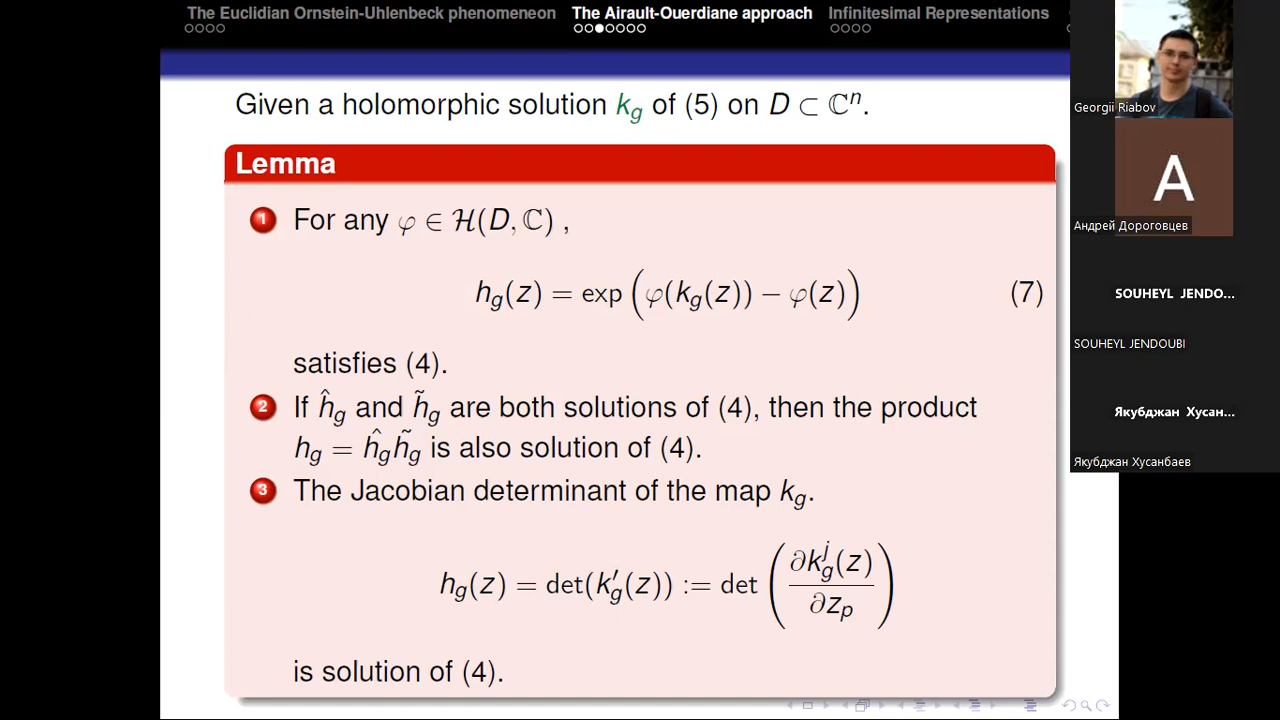 The Euclidian Ornstein-Uhlenbeck phenomeneon The Airault-Ouerdiane approach Infinitesimal Representations
Given a holomorphic solution k_g of (5) on D ⊂ ℂⁿ.
Lemma
1 For any φ ∈ ℋ(D, ℂ) ,
h_g(z) = exp (φ(k_g(z)) − φ(z)) (7)
satisfies (4).
2 If ĥ_g and h̃_g are both solutions of (4), then the product
h_g = ĥ_g h̃_g is also solution of (4).
3 The Jacobian determinant of the map k_g.
h_g(z) = det(k′_g(z)) := det (∂k_g^j(z) / ∂z_p)
is solution of (4).
Georgii Riabov
A
Андрей Дороговцев
SOUHEYL JENDO...
SOUHEYL JENDOUBI
Якубджан Хусан...
Якубджан Хусанбаев